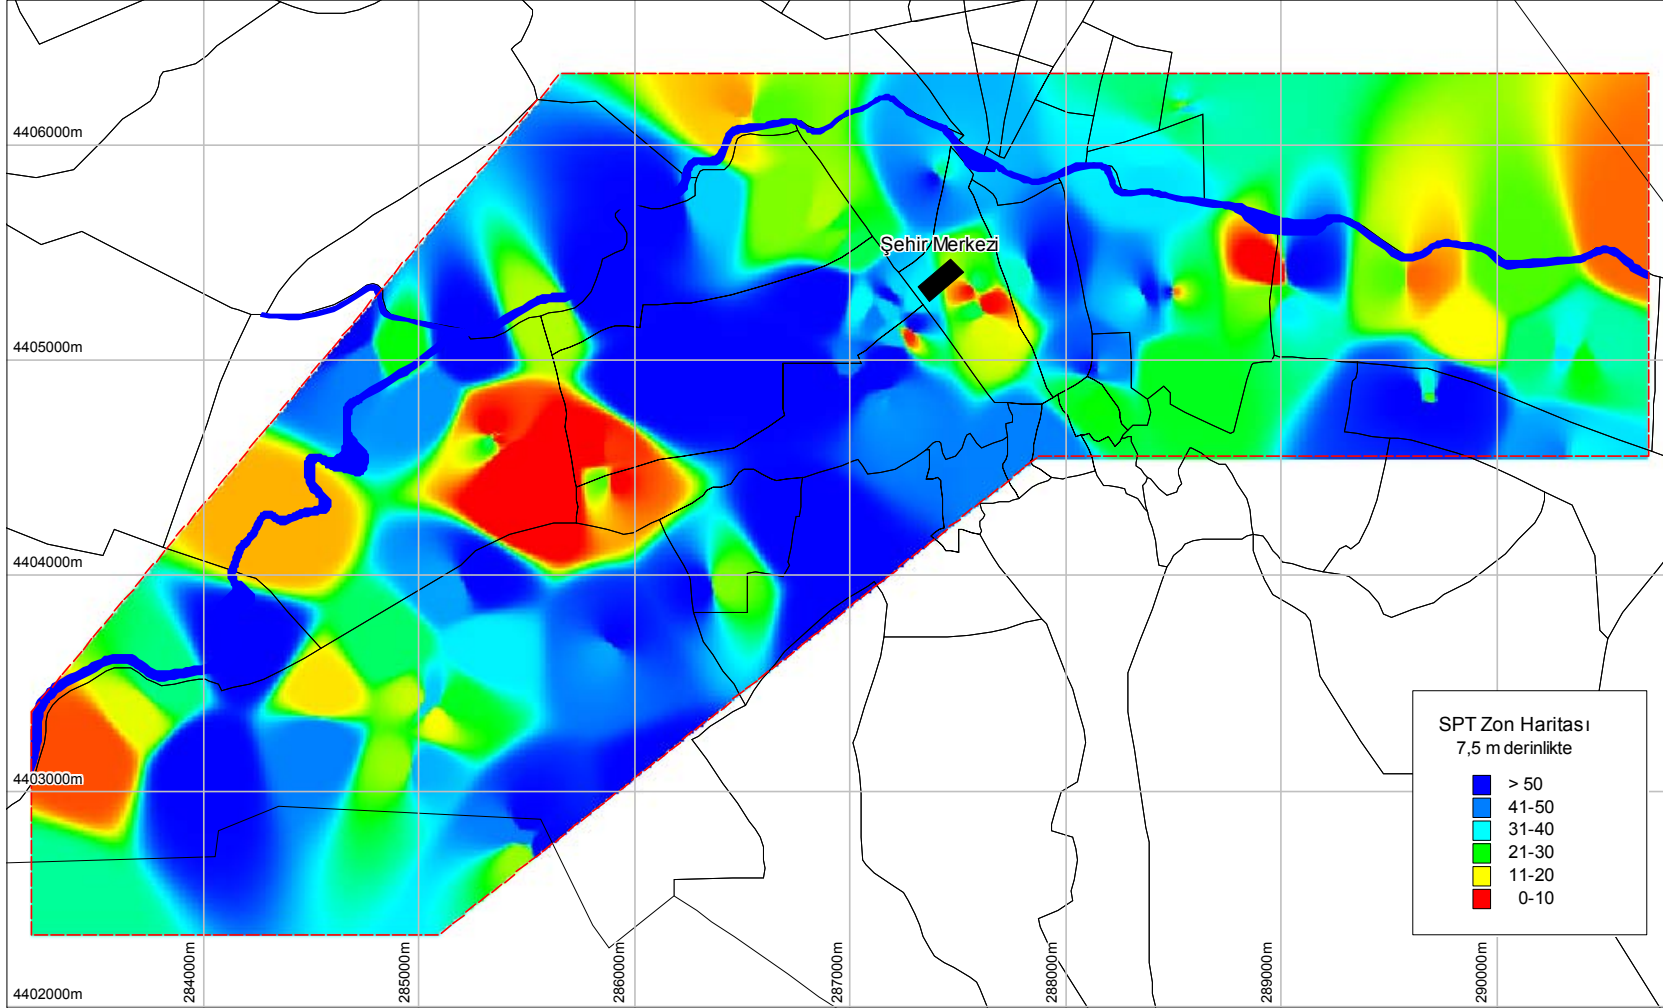 4406000m
Şehir Merkezi
4405000m
4404000m
4403000m
4402000m
284000m
285000m
286000m
287000m
288000m
289000m
290000m
SPT Zon Haritası
7,5 m derinlikte
> 50
41-50
31-40
21-30
11-20
0-10